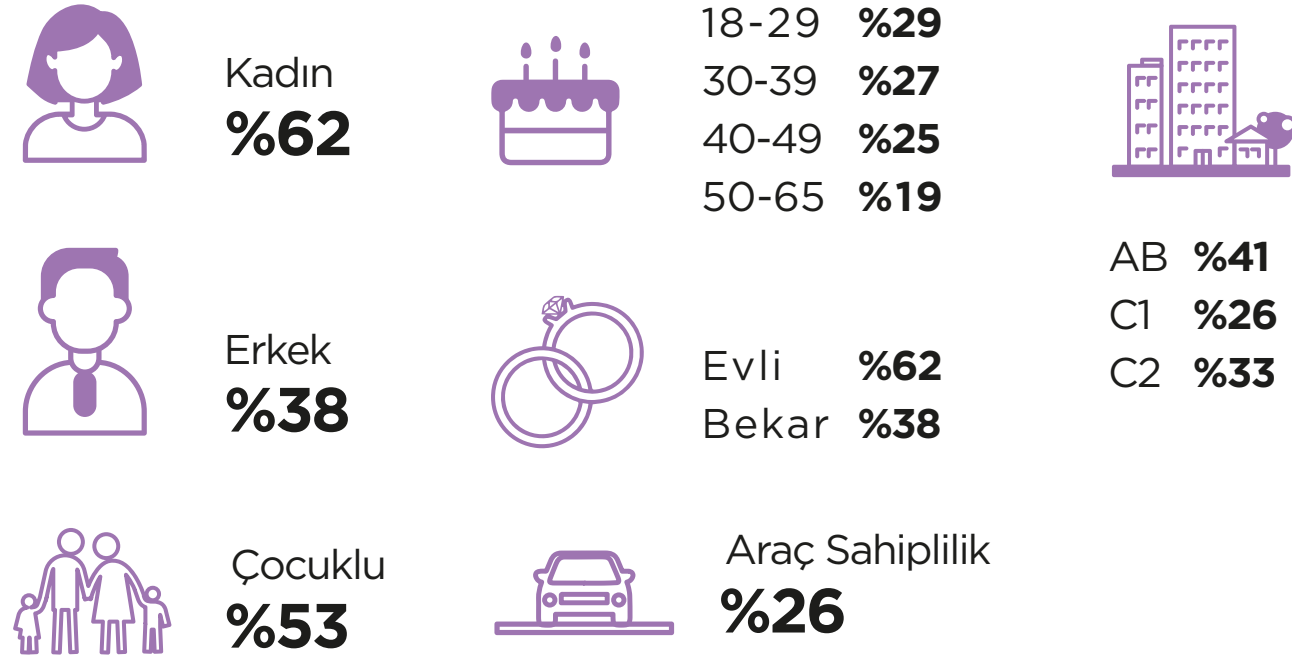 Kadın
%62
Erkek
%38
Çocuklu
%53
18-29 %29
30-39 %27
40-49 %25
50-65 %19
Evli %62
Bekar %38
Araç Sahiplilik
%26
AB %41
C1 %26
C2 %33